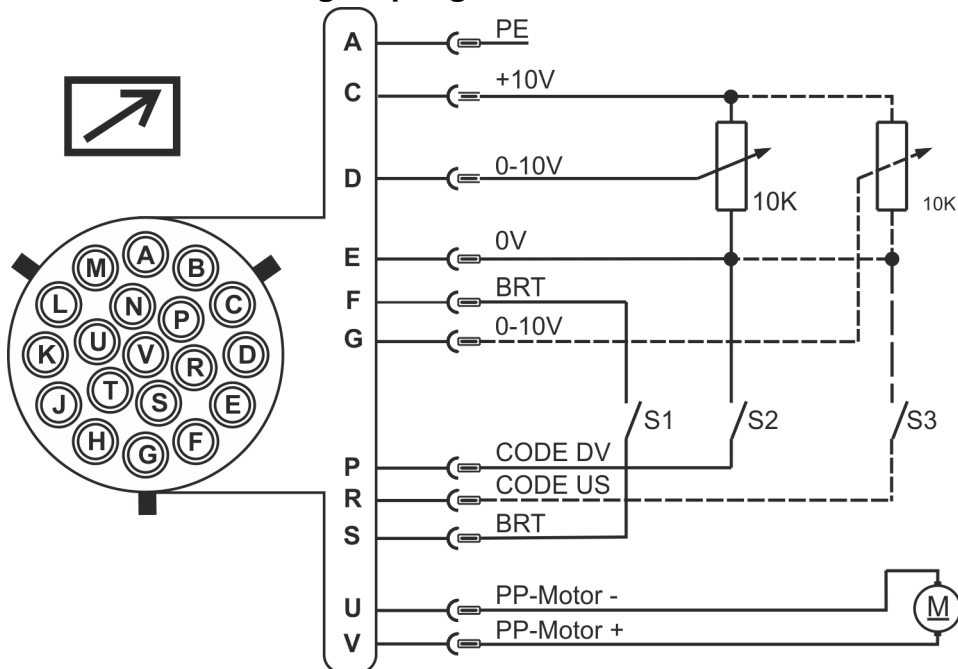 A PE
C +10V
D 0-10V
10K
10K
E 0V
F BRT
G 0-10V
S1
S2
S3
P CODE DV
R CODE US
S BRT
U PP-Motor -
V PP-Motor +
M
A
M
B
L
N
P
C
K
U
V
R
D
J
T
S
E
H
G
F